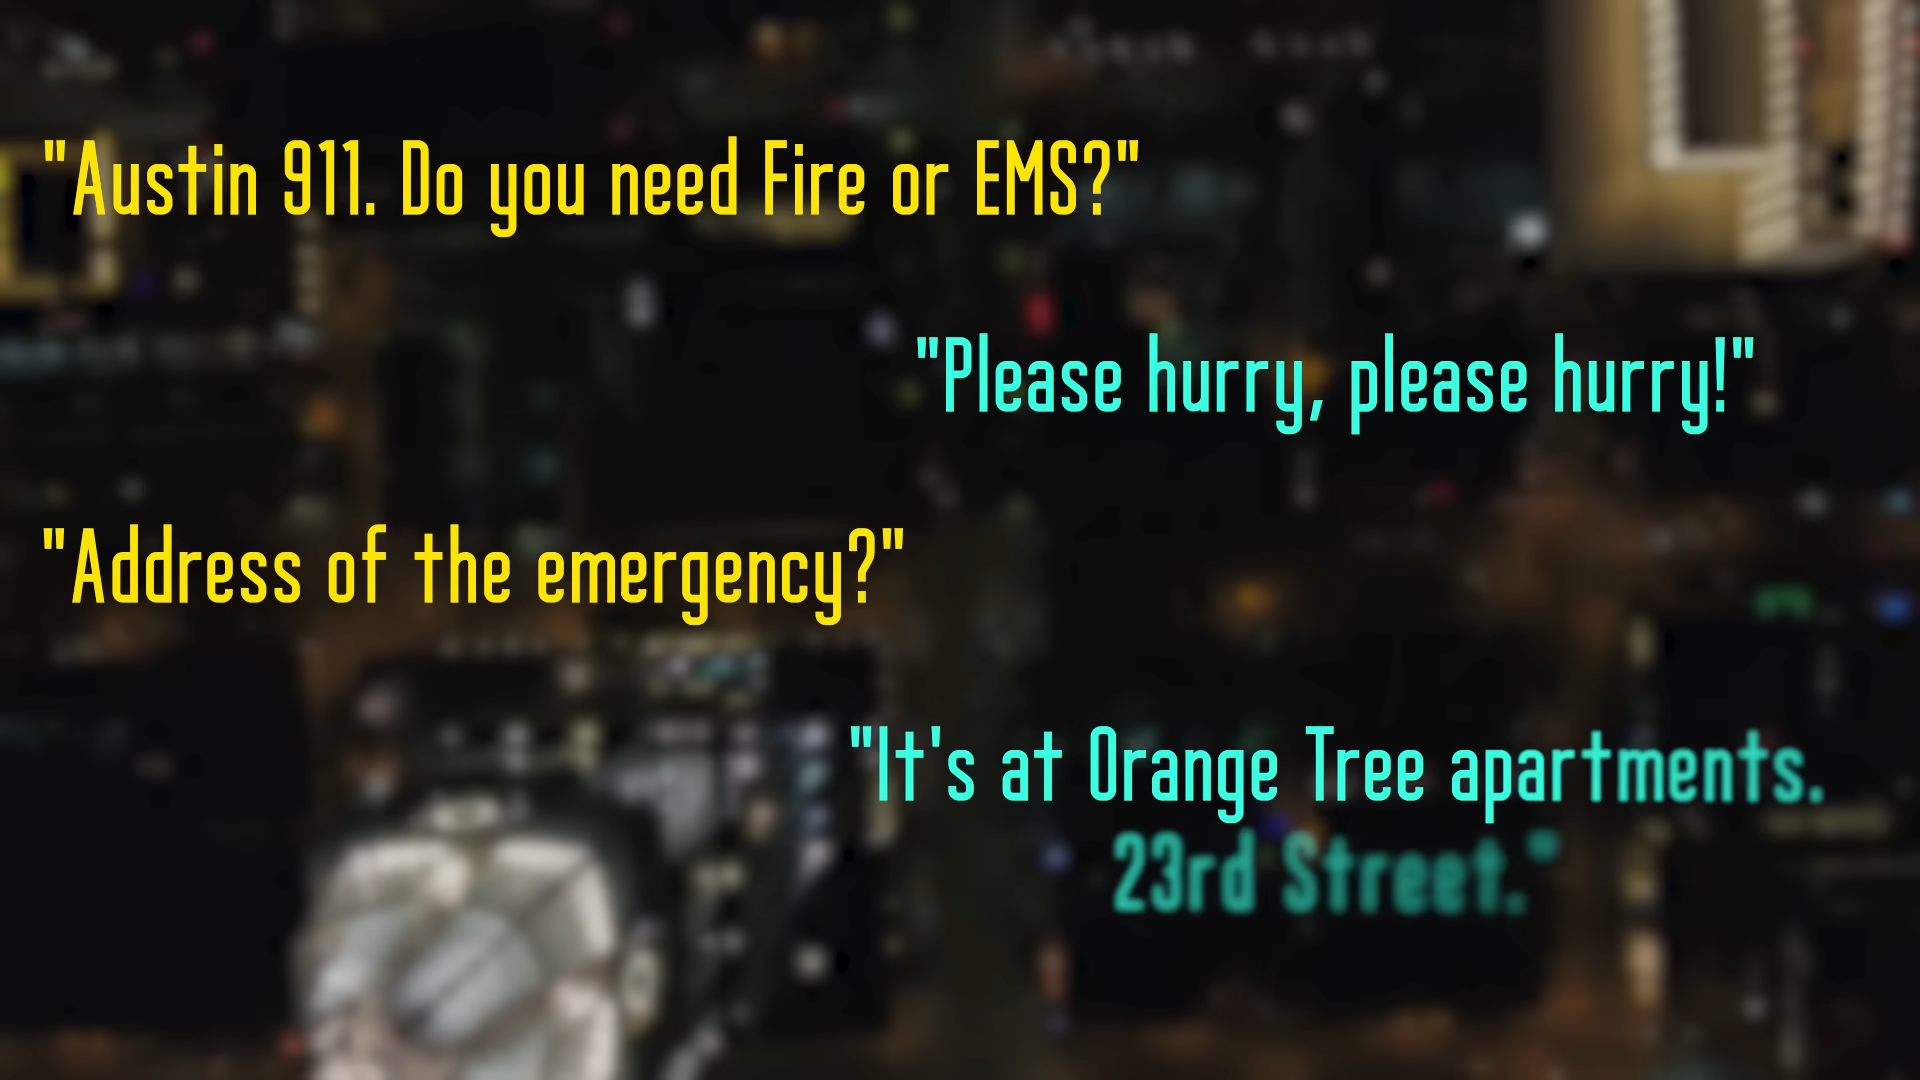 "Austin 911. Do you need Fire or EMS?"
"Please hurry, please hurry!"
"Address of the emergency?"
"It's at Orange Tree apartments.
23rd Street."